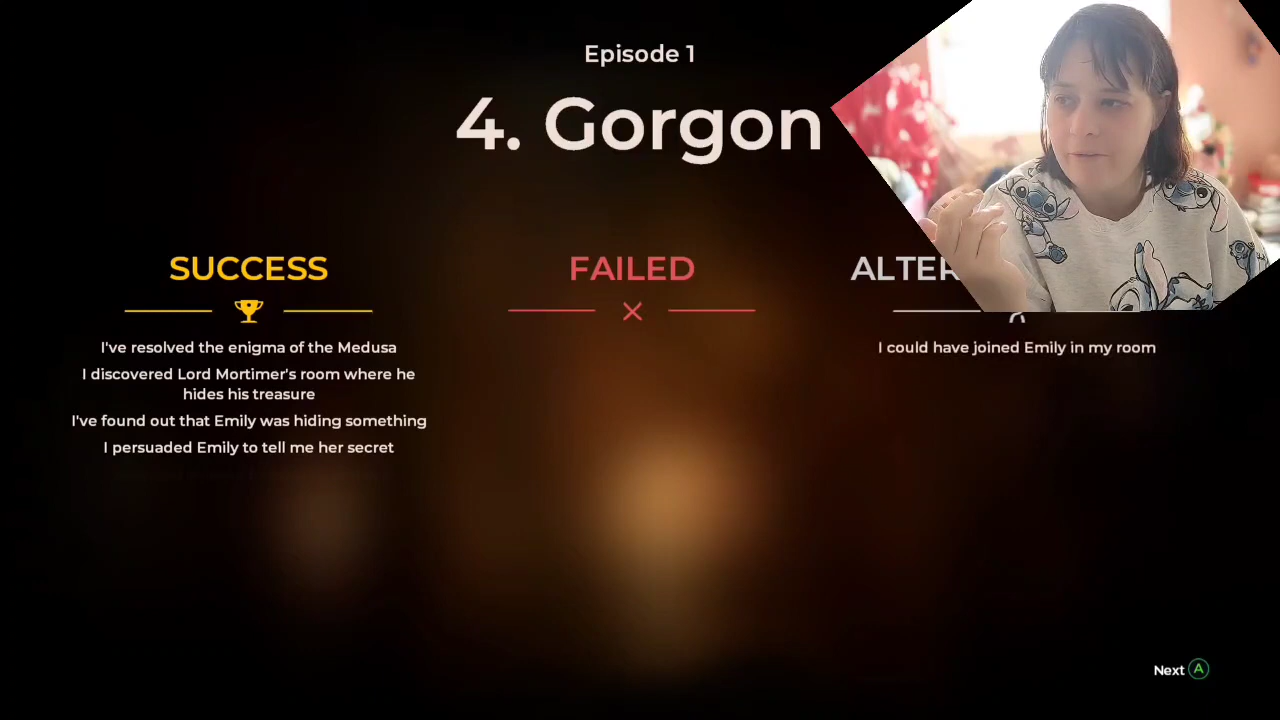 Episode 1
4. Gorgon
SUCCESS
I've resolved the enigma of the Medusa
I discovered Lord Mortimer's room where he
hides his treasure
I've found out that Emily was hiding something
I persuaded Emily to tell me her secret
FAILED
I could have joined Emily in my room
Next A